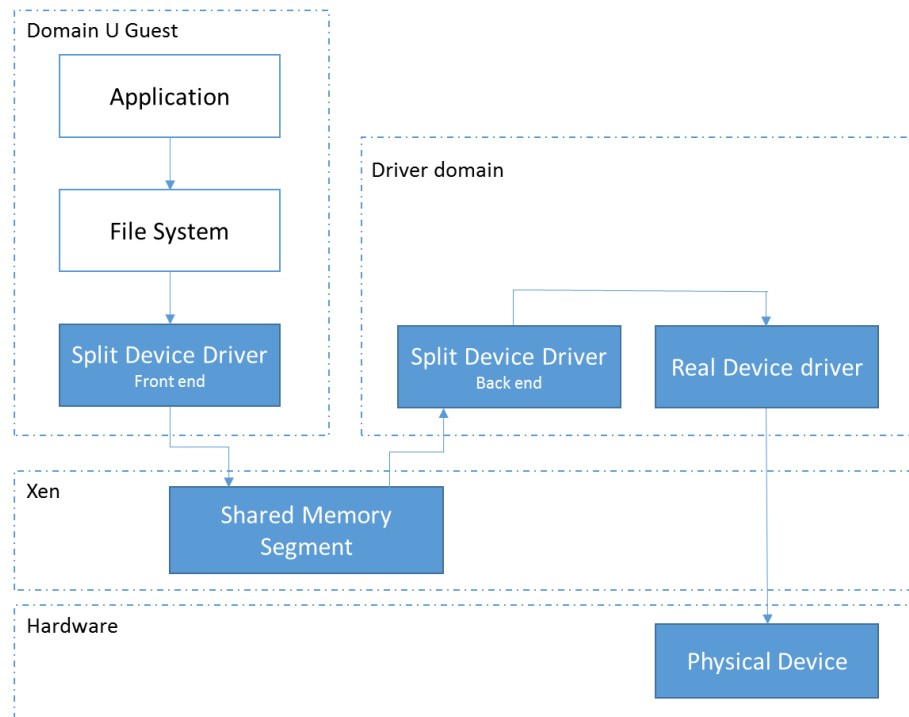 Domain U Guest
Application
File System
Split Device Driver
Front end
Driver domain
Split Device Driver
Back end
Real Device driver
Xen
Shared Memory
Segment
Hardware
Physical Device